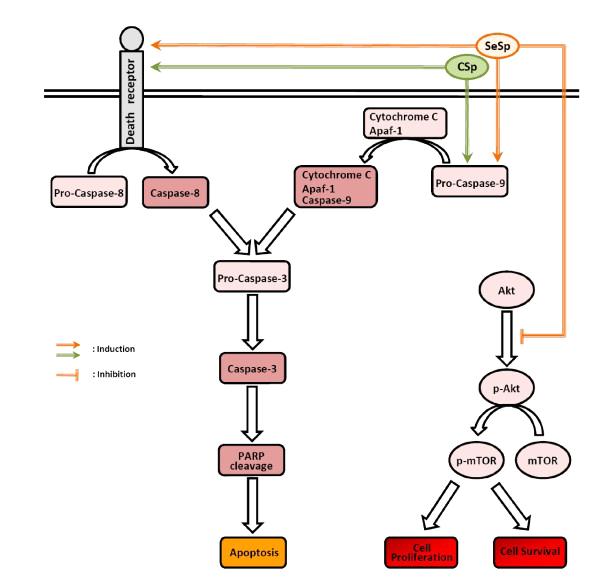 SeSp
CSp
Death receptor
Cytochrome C
Apaf-1
Pro-Caspase-8
Caspase-8
Cytochrome C
Apaf-1
Caspase-9
Pro-Caspase-9
Pro-Caspase-3
Akt
: Induction
: Inhibition
Caspase-3
p-Akt
PARP
cleavage
p-mTOR
mTOR
Apoptosis
Cell
Proliferation
Cell Survival